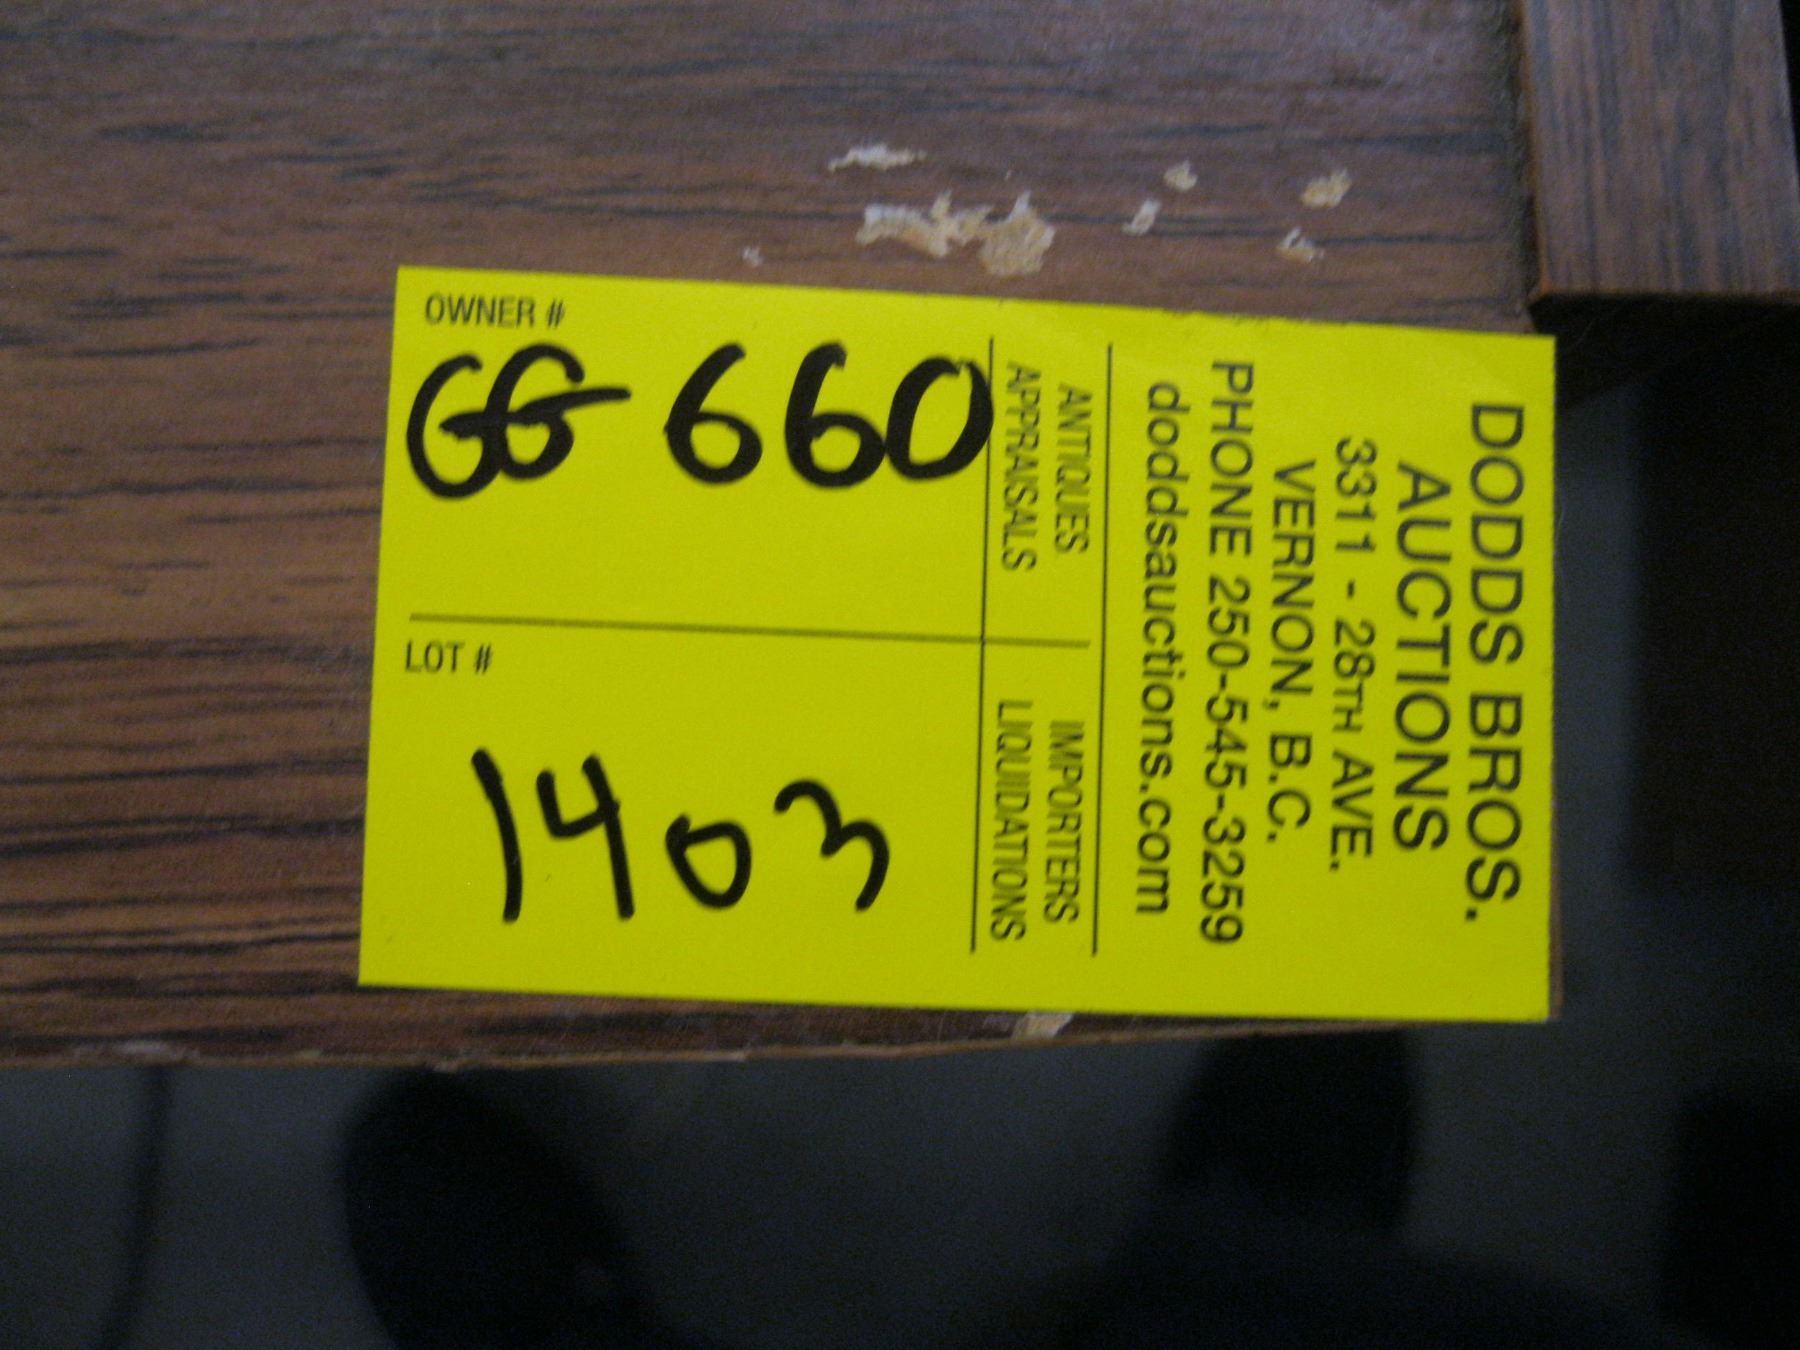 DODDS BROS.
AUCTIONS
3311 - 28TH AVE.
VERNON, B.C.
PHONE 250-545-3259
doddsauctions.com
ANTIQUES
APPRAISALS
IMPORTERS
LIQUIDATIONS
OWNER #
GG 660
LOT #
1403